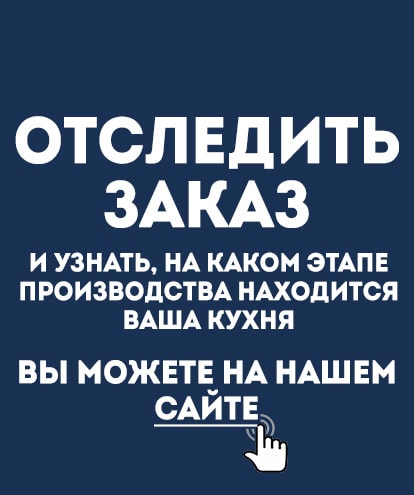 ОТСЛЕДИТЬ
ЗАКАЗ
И УЗНАТЬ, НА КАКОМ ЭТАПЕ
ПРОИЗВОДСТВА НАХОДИТСЯ
ВАША КУХНЯ
ВЫ МОЖЕТЕ НА НАШЕМ
САЙТЕ